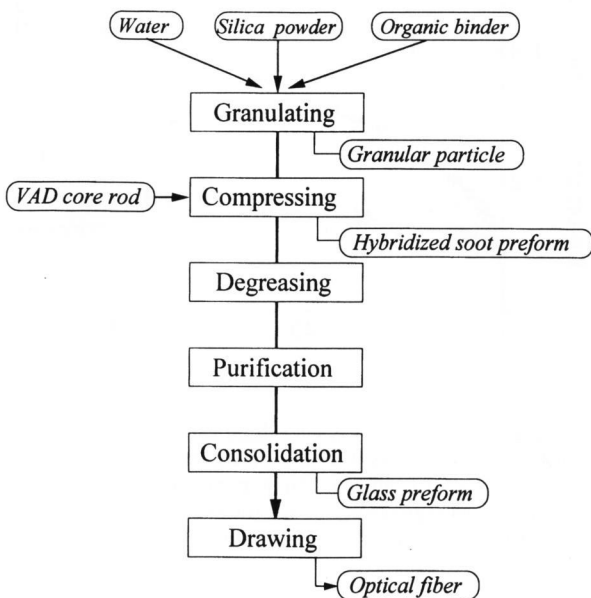 Water
Silica powder
Organic binder
Granulating
Granular particle
VAD core rod
Compressing
Hybridized soot preform
Degreasing
Purification
Consolidation
Glass preform
Drawing
Optical fiber